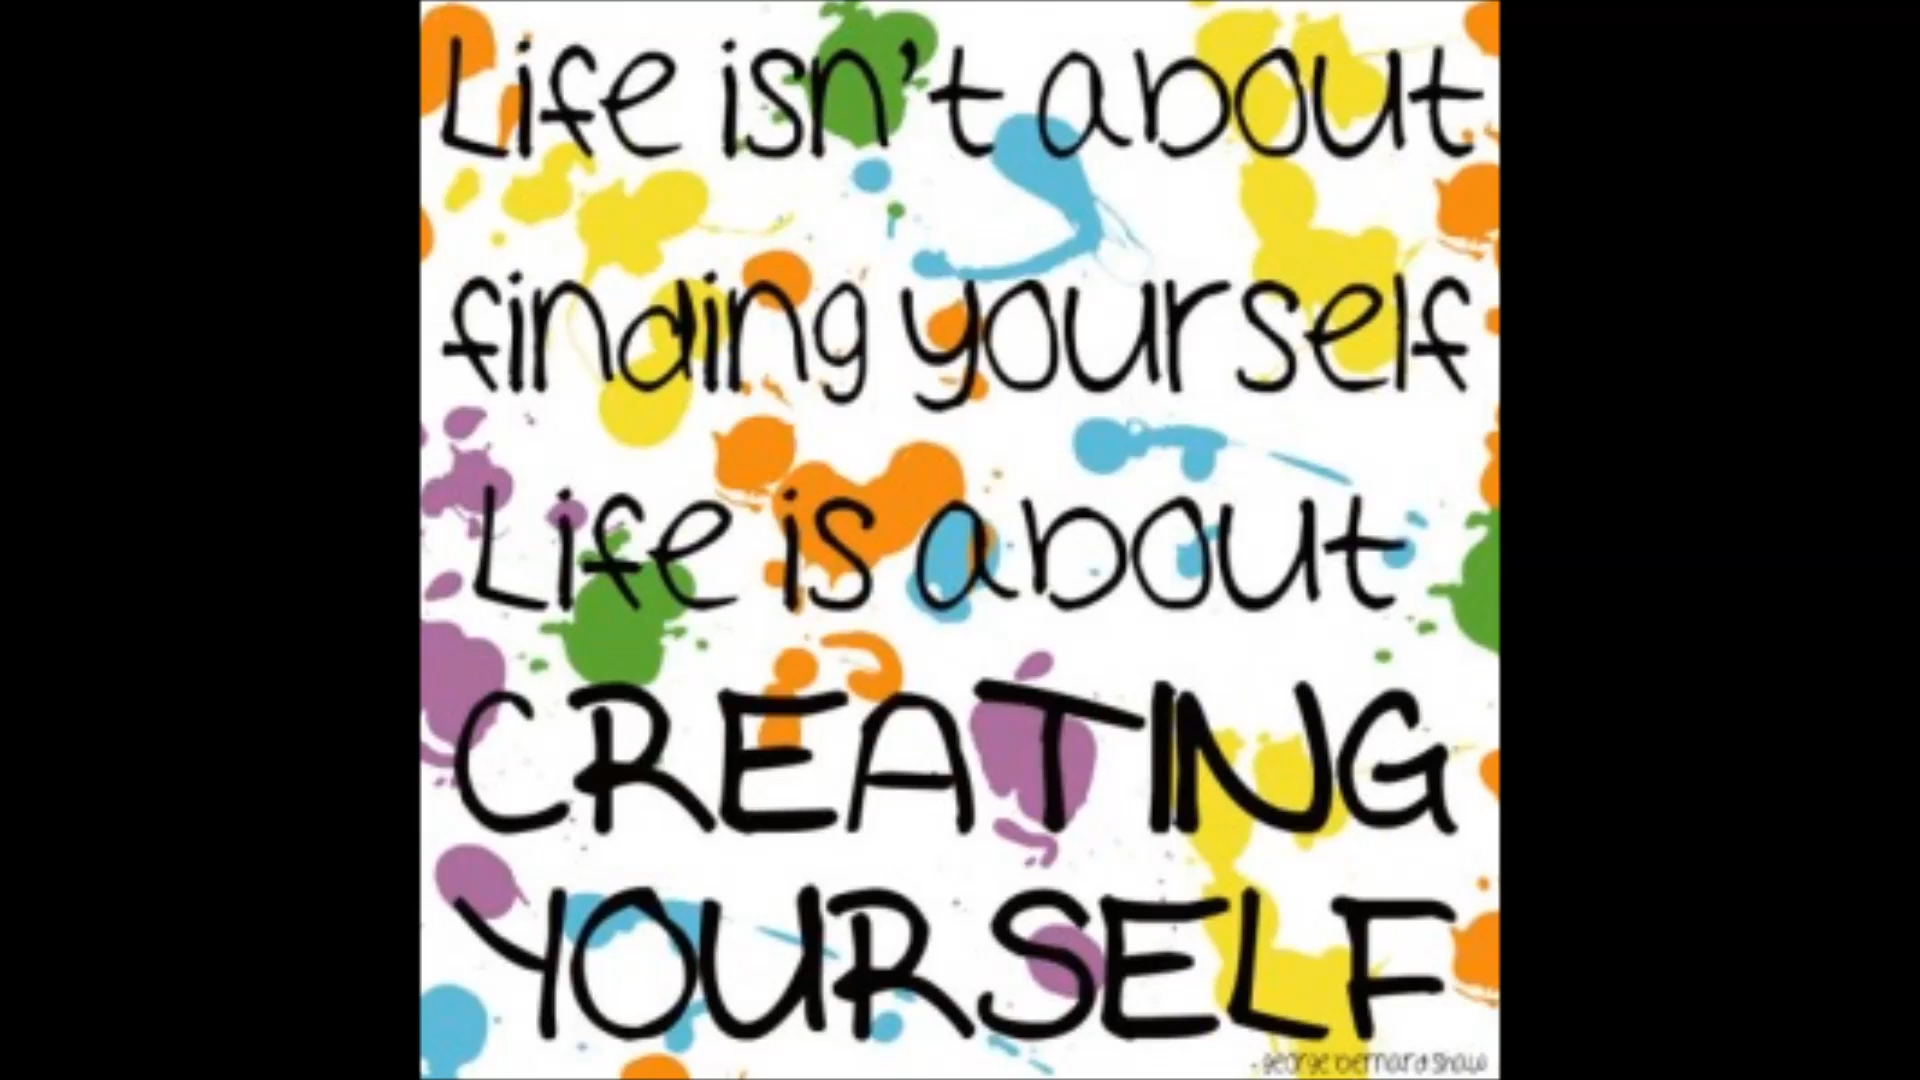 Life isn't about
finding yourself
Life is about
CREATING
YOURSELF
- george bernard shaw